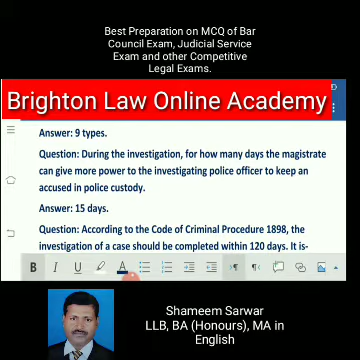 Best Preparation on MCQ of Bar
Council Exam, Judicial Service
Exam and other Competitive
Legal Exams.
Brighton Law Online Academy
Answer: 9 types.
Question: During the investigation, for how many days the magistrate
can give more power to the investigating police officer to keep an
accused in police custody.
Answer: 15 days.
Question: According to the Code of Criminal Procedure 1898, the
investigation of a case should be completed within 120 days. It is-
B I U A
Shameem Sarwar
LLB, BA (Honours), MA in
English